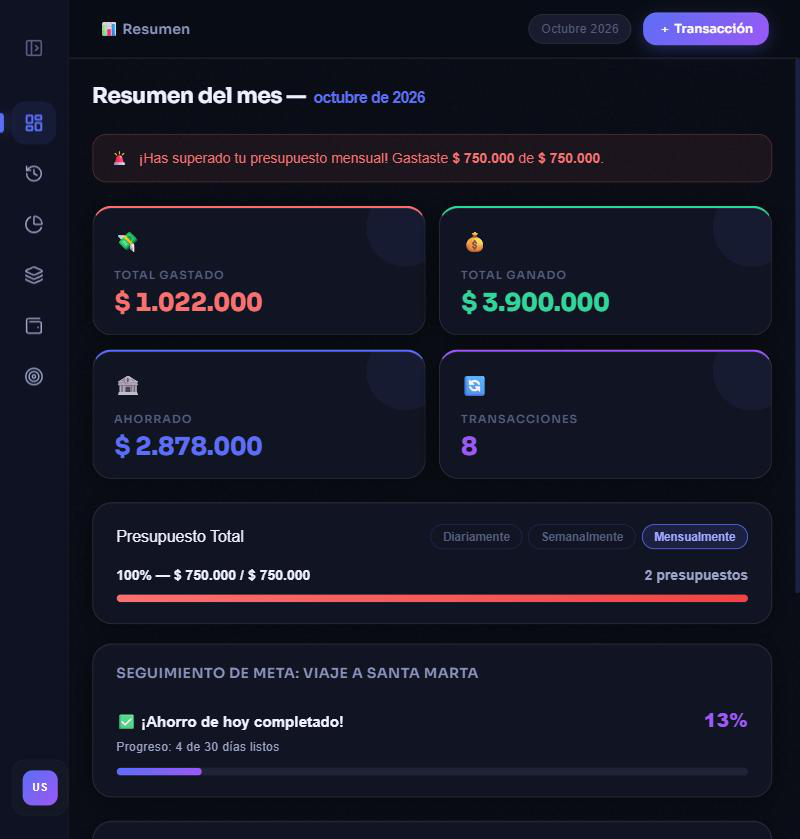 Resumen
Octubre 2026
+ Transacción
Resumen del mes — octubre de 2026
¡Has superado tu presupuesto mensual! Gastaste $ 750.000 de $ 750.000.
TOTAL GASTADO
$ 1.022.000
TOTAL GANADO
$ 3.900.000
AHORRADO
$ 2.878.000
TRANSACCIONES
8
Presupuesto Total
Diariamente
Semanalmente
Mensualmente
100% — $ 750.000 / $ 750.000
2 presupuestos
SEGUIMIENTO DE META: VIAJE A SANTA MARTA
¡Ahorro de hoy completado!
13%
Progreso: 4 de 30 días listos
US